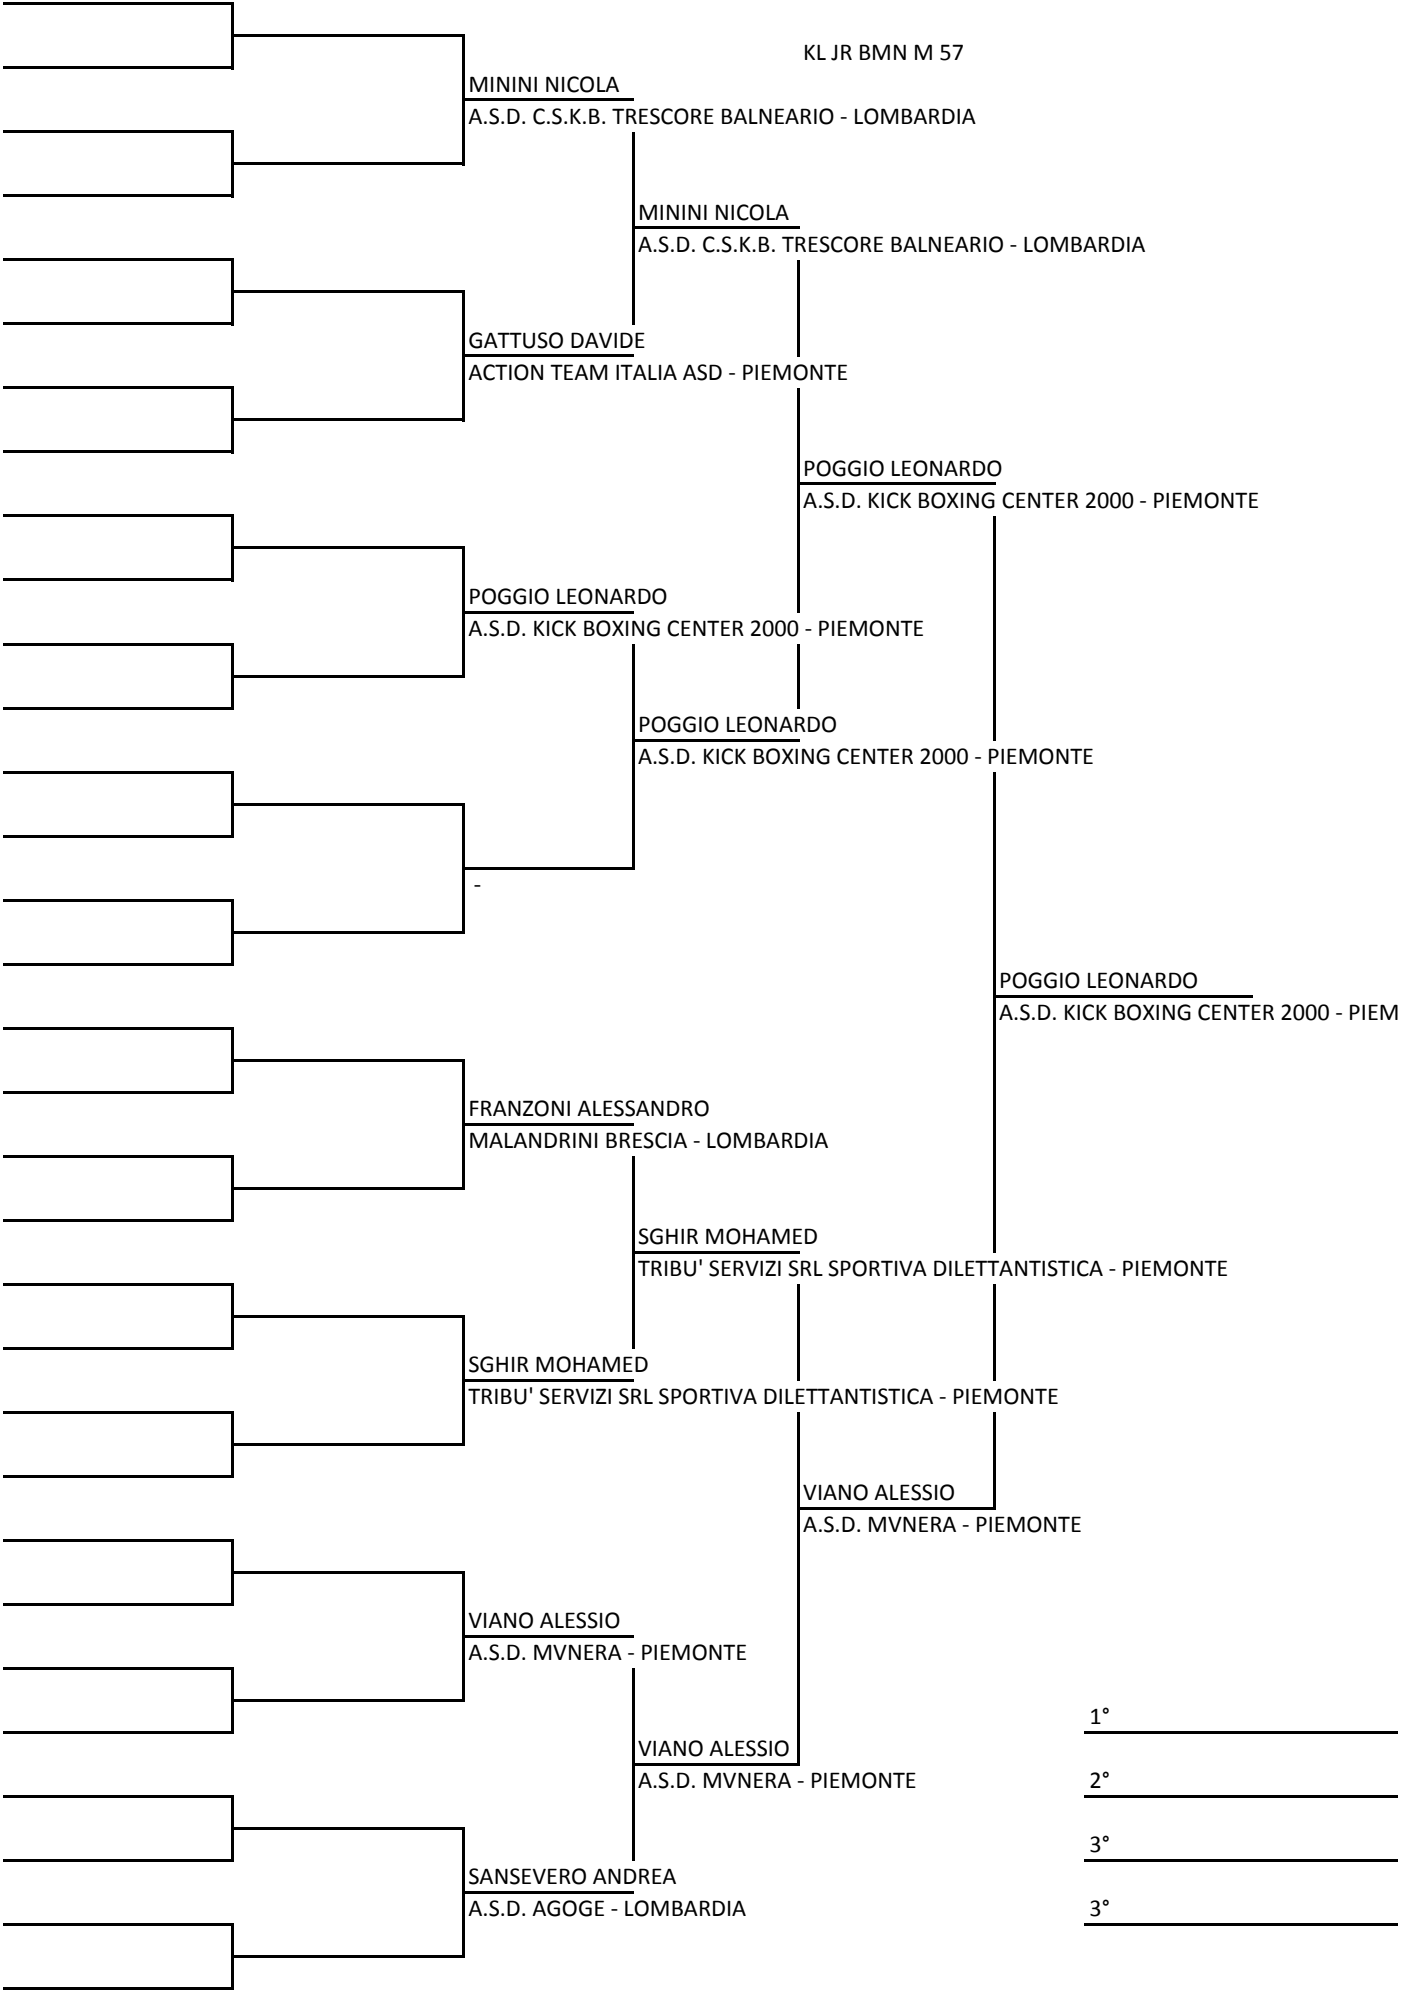 KL JR BMN M 57
MININI NICOLA
A.S.D. C.S.K.B. TRESCORE BALNEARIO - LOMBARDIA
MININI NICOLA
A.S.D. C.S.K.B. TRESCORE BALNEARIO - LOMBARDIA
GATTUSO DAVIDE
ACTION TEAM ITALIA ASD - PIEMONTE
POGGIO LEONARDO
A.S.D. KICK BOXING CENTER 2000 - PIEMONTE
POGGIO LEONARDO
A.S.D. KICK BOXING CENTER 2000 - PIEMONTE
POGGIO LEONARDO
A.S.D. KICK BOXING CENTER 2000 - PIEMONTE
-
POGGIO LEONARDO
A.S.D. KICK BOXING CENTER 2000 - PIEM
FRANZONI ALESSANDRO
MALANDRINI BRESCIA - LOMBARDIA
SGHIR MOHAMED
TRIBU' SERVIZI SRL SPORTIVA DILETTANTISTICA - PIEMONTE
SGHIR MOHAMED
TRIBU' SERVIZI SRL SPORTIVA DILETTANTISTICA - PIEMONTE
VIANO ALESSIO
A.S.D. MVNERA - PIEMONTE
VIANO ALESSIO
A.S.D. MVNERA - PIEMONTE
1°
VIANO ALESSIO
A.S.D. MVNERA - PIEMONTE
2°
3°
SANSEVERO ANDREA
A.S.D. AGOGE - LOMBARDIA
3°